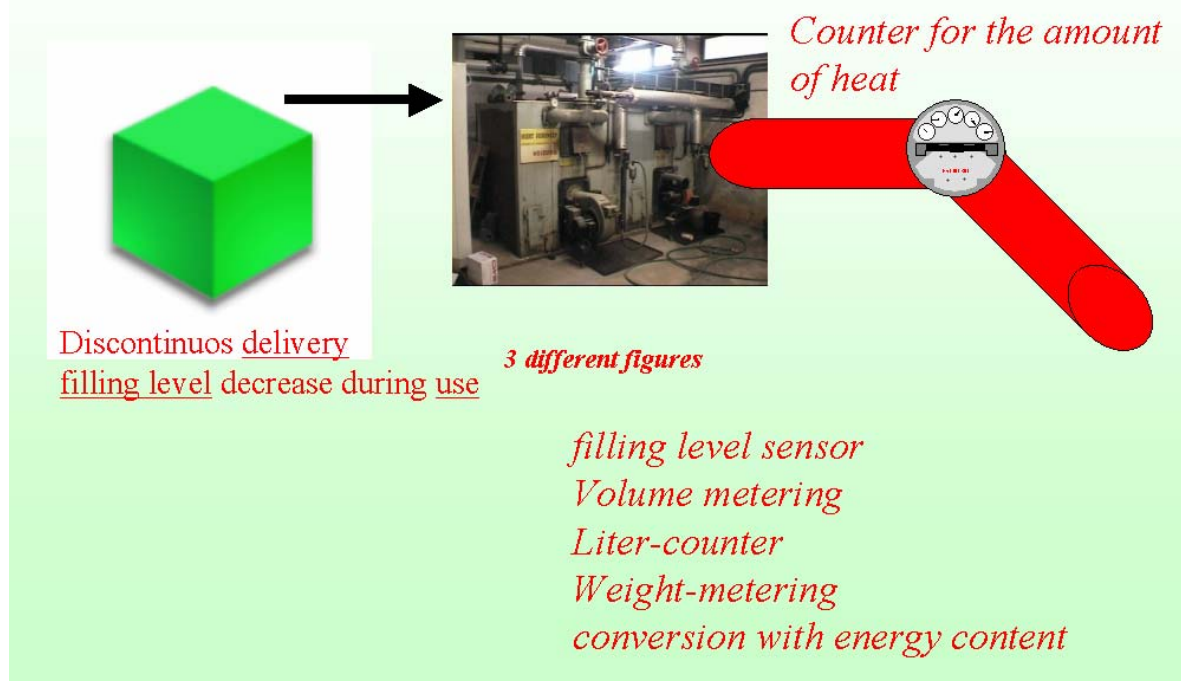 Counter for the amount
of heat
Discontinuos delivery
filling level decrease during use
3 different figures
filling level sensor
Volume metering
Liter-counter
Weight-metering
conversion with energy content